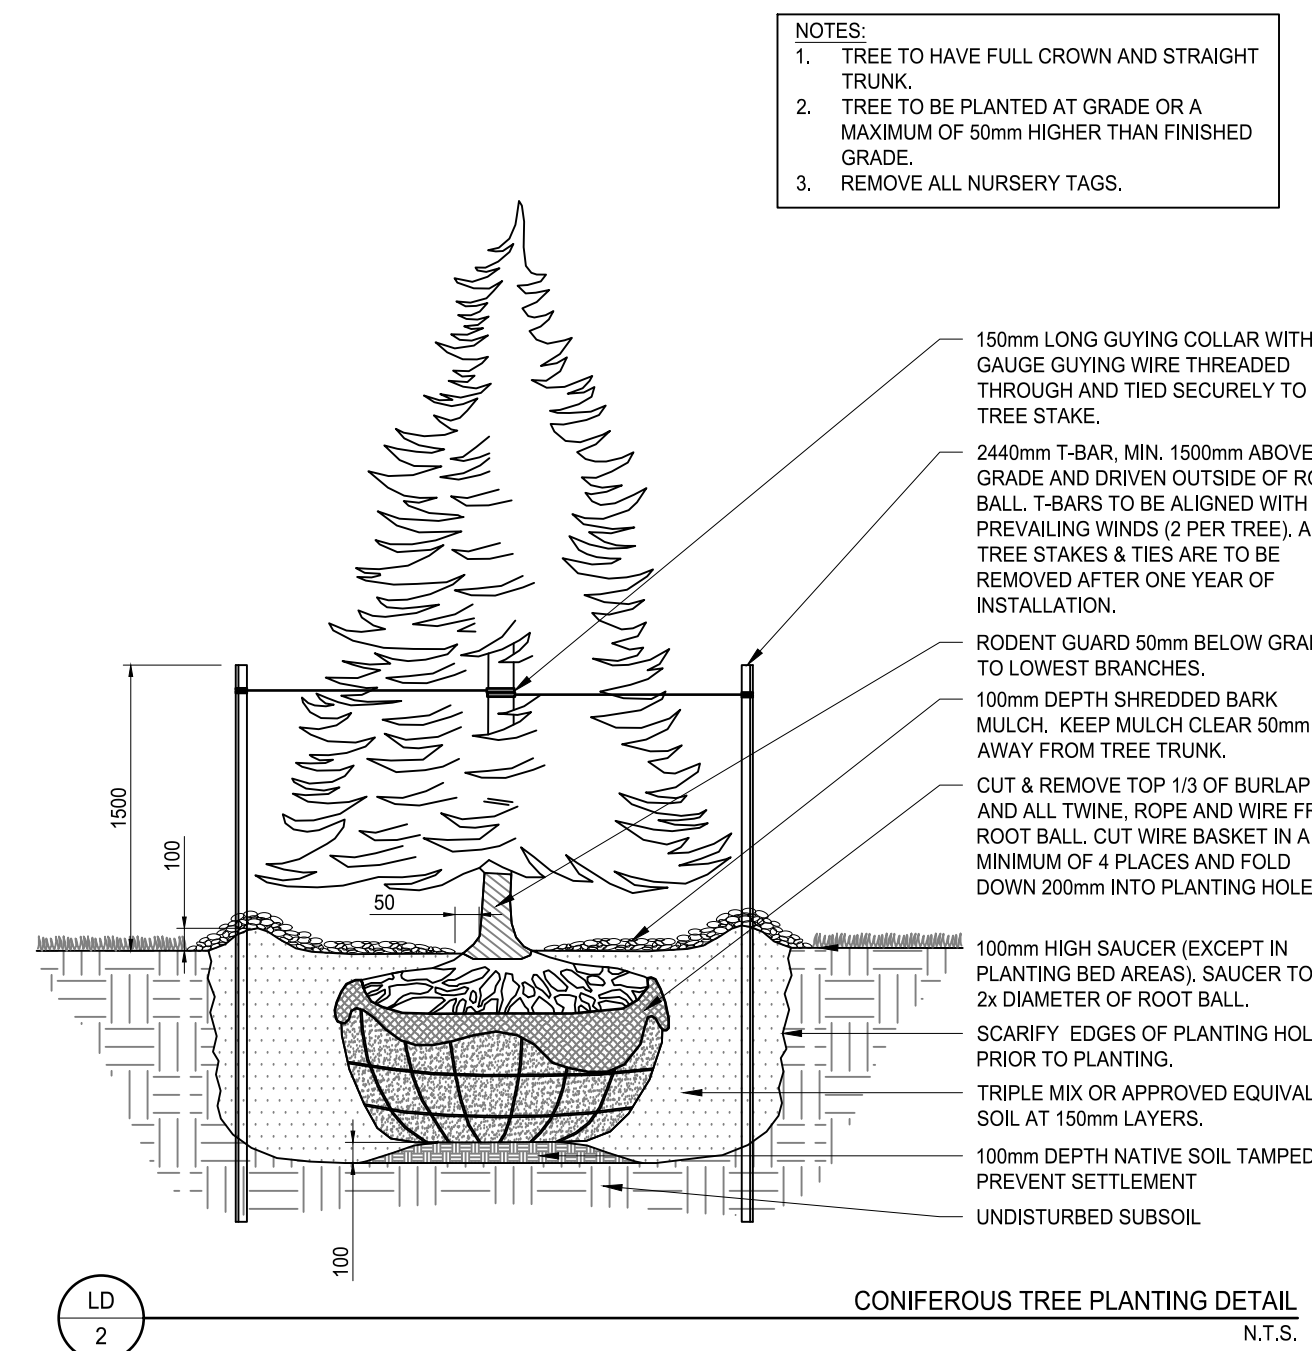 NOTES:
1. TREE TO HAVE FULL CROWN AND STRAIGHT
TRUNK.
2. TREE TO BE PLANTED AT GRADE OR A
MAXIMUM OF 50mm HIGHER THAN FINISHED
GRADE.
3. REMOVE ALL NURSERY TAGS.
150mm LONG GUYING COLLAR WITH
GAUGE GUYING WIRE THREADED
THROUGH AND TIED SECURELY TO
TREE STAKE.
2440mm T-BAR, MIN. 1500mm ABOVE
GRADE AND DRIVEN OUTSIDE OF
BALL. T-BARS TO BE ALIGNED WITH
PREVAILING WINDS (2 PER TREE).
TREE STAKES & TIES ARE TO BE
REMOVED AFTER ONE YEAR OF
INSTALLATION.
RODENT GUARD 50mm BELOW
TO LOWEST BRANCHES.
100mm DEPTH SHREDDED BARK
MULCH. KEEP MULCH CLEAR 50mm
AWAY FROM TREE TRUNK.
CUT & REMOVE TOP 1/3 OF BURLAP
AND ALL TWINE, ROPE AND WIRE
ROOT BALL. CUT WIRE BASKET IN A
MINIMUM OF 4 PLACES AND FOLD
DOWN 200mm INTO PLANTING HOLE
100mm HIGH SAUCER (EXCEPT IN
PLANTING BED AREAS). SAUCER TO
2x DIAMETER OF ROOT BALL.
SCARIFY EDGES OF PLANTING
PRIOR TO PLANTING.
TRIPLE MIX OR APPROVED
SOIL AT 150mm LAYERS.
100mm DEPTH NATIVE SOIL TAMPED
PREVENT SETTLEMENT
UNDISTURBED SUBSOIL
1500
100
50
100
LD
2
CONIFEROUS TREE PLANTING DETAIL
N.T.S.